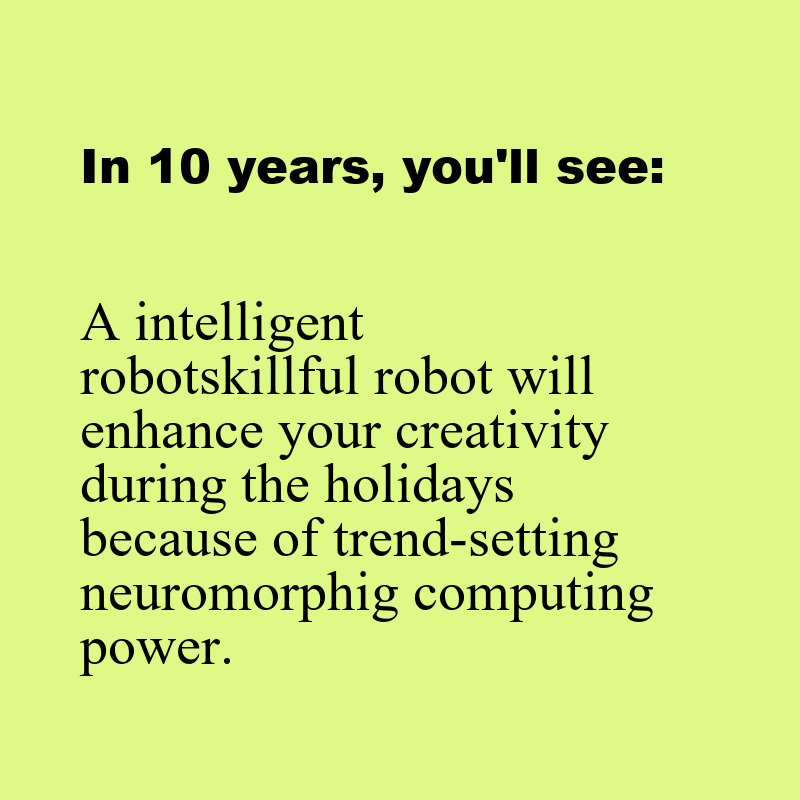 In 10 years, you'll see:
A intelligent
robotskillful robot will
enhance your creativity
during the holidays
because of trend-setting
neuromorphig computing
power.